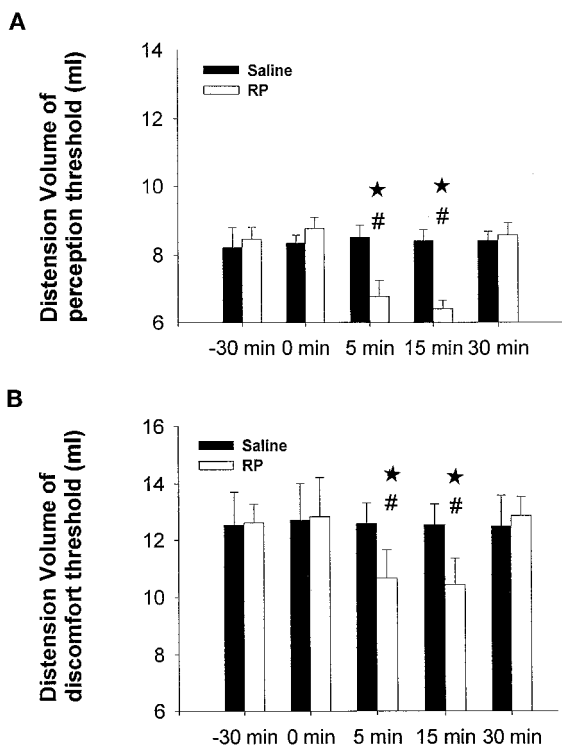 A
Distension Volume of
perception threshold (ml)
14
12
10
8
6
Saline
RP
★ ★
# #
-30 min 0 min 5 min 15 min 30 min
B
Distension Volume of
discomfort threshold (ml)
16
14
12
10
8
6
Saline
RP
★ ★
# #
-30 min 0 min 5 min 15 min 30 min